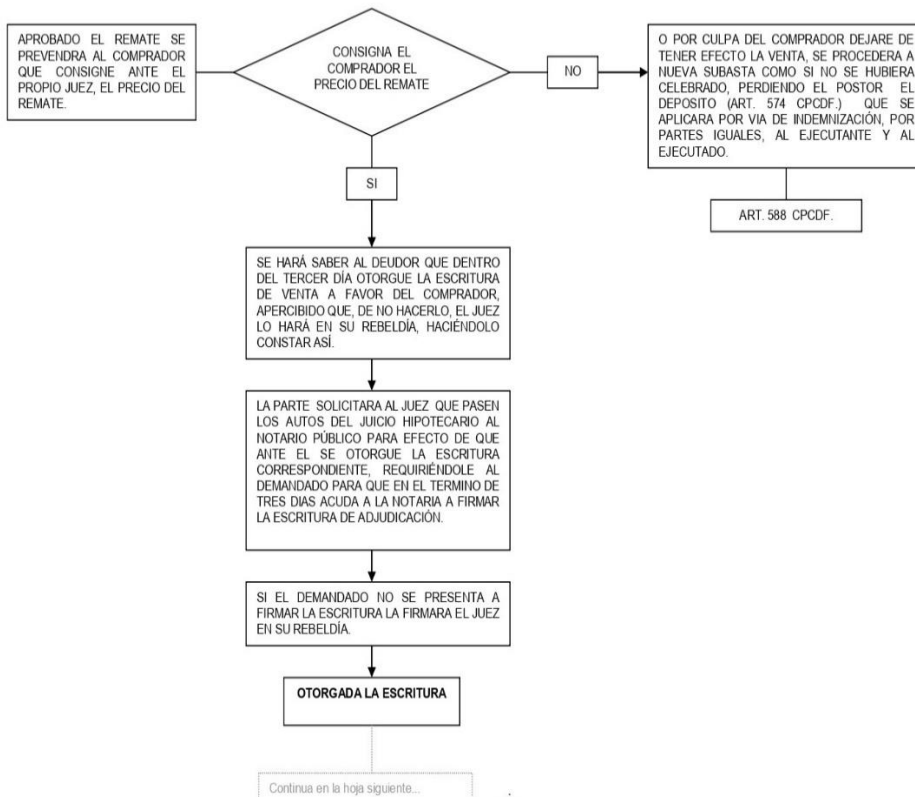 APROBADO EL REMATE SE
PREVENDRA AL COMPRADOR
QUE CONSIGNE ANTE EL
PROPIO JUEZ, EL PRECIO DEL
REMATE.
CONSIGNA EL
COMPRADOR EL
PRECIO DEL REMATE
NO
O POR CULPA DEL COMPRADOR DEJARE DE
TENER EFECTO LA VENTA, SE PROCEDERA A
NUEVA SUBASTA COMO SI NO SE HUBIERA
CELEBRADO, PERDIENDO EL POSTOR EL
DEPOSITO (ART. 574 CPCDF.) QUE SE
APLICARA POR VIA DE INDEMNIZACIÓN, POR
PARTES IGUALES, AL EJECUTANTE Y AL
EJECUTADO.
ART. 588 CPCDF.
SI
SE HARÁ SABER AL DEUDOR QUE DENTRO
DEL TERCER DÍA OTORGUE LA ESCRITURA
DE VENTA A FAVOR DEL COMPRADOR,
APERCIBIDO QUE, DE NO HACERLO, EL JUEZ
LO HARÁ EN SU REBELDÍA, HACIÉNDOLO
CONSTAR ASÍ.
LA PARTE SOLICITARA AL JUEZ QUE PASEN
LOS AUTOS DEL JUICIO HIPOTECARIO AL
NOTARIO PÚBLICO PARA EFECTO DE QUE
ANTE EL SE OTORGUE LA ESCRITURA
CORRESPONDIENTE, REQUIRIÉNDOLE AL
DEMANDADO PARA QUE EN EL TERMINO DE
TRES DIAS ACUDA A LA NOTARIA A FIRMAR
LA ESCRITURA DE ADJUDICACIÓN.
SI EL DEMANDADO NO SE PRESENTA A
FIRMAR LA ESCRITURA LA FIRMARA EL JUEZ
EN SU REBELDÍA.
OTORGADA LA ESCRITURA
Continua en la hoja siguiente...